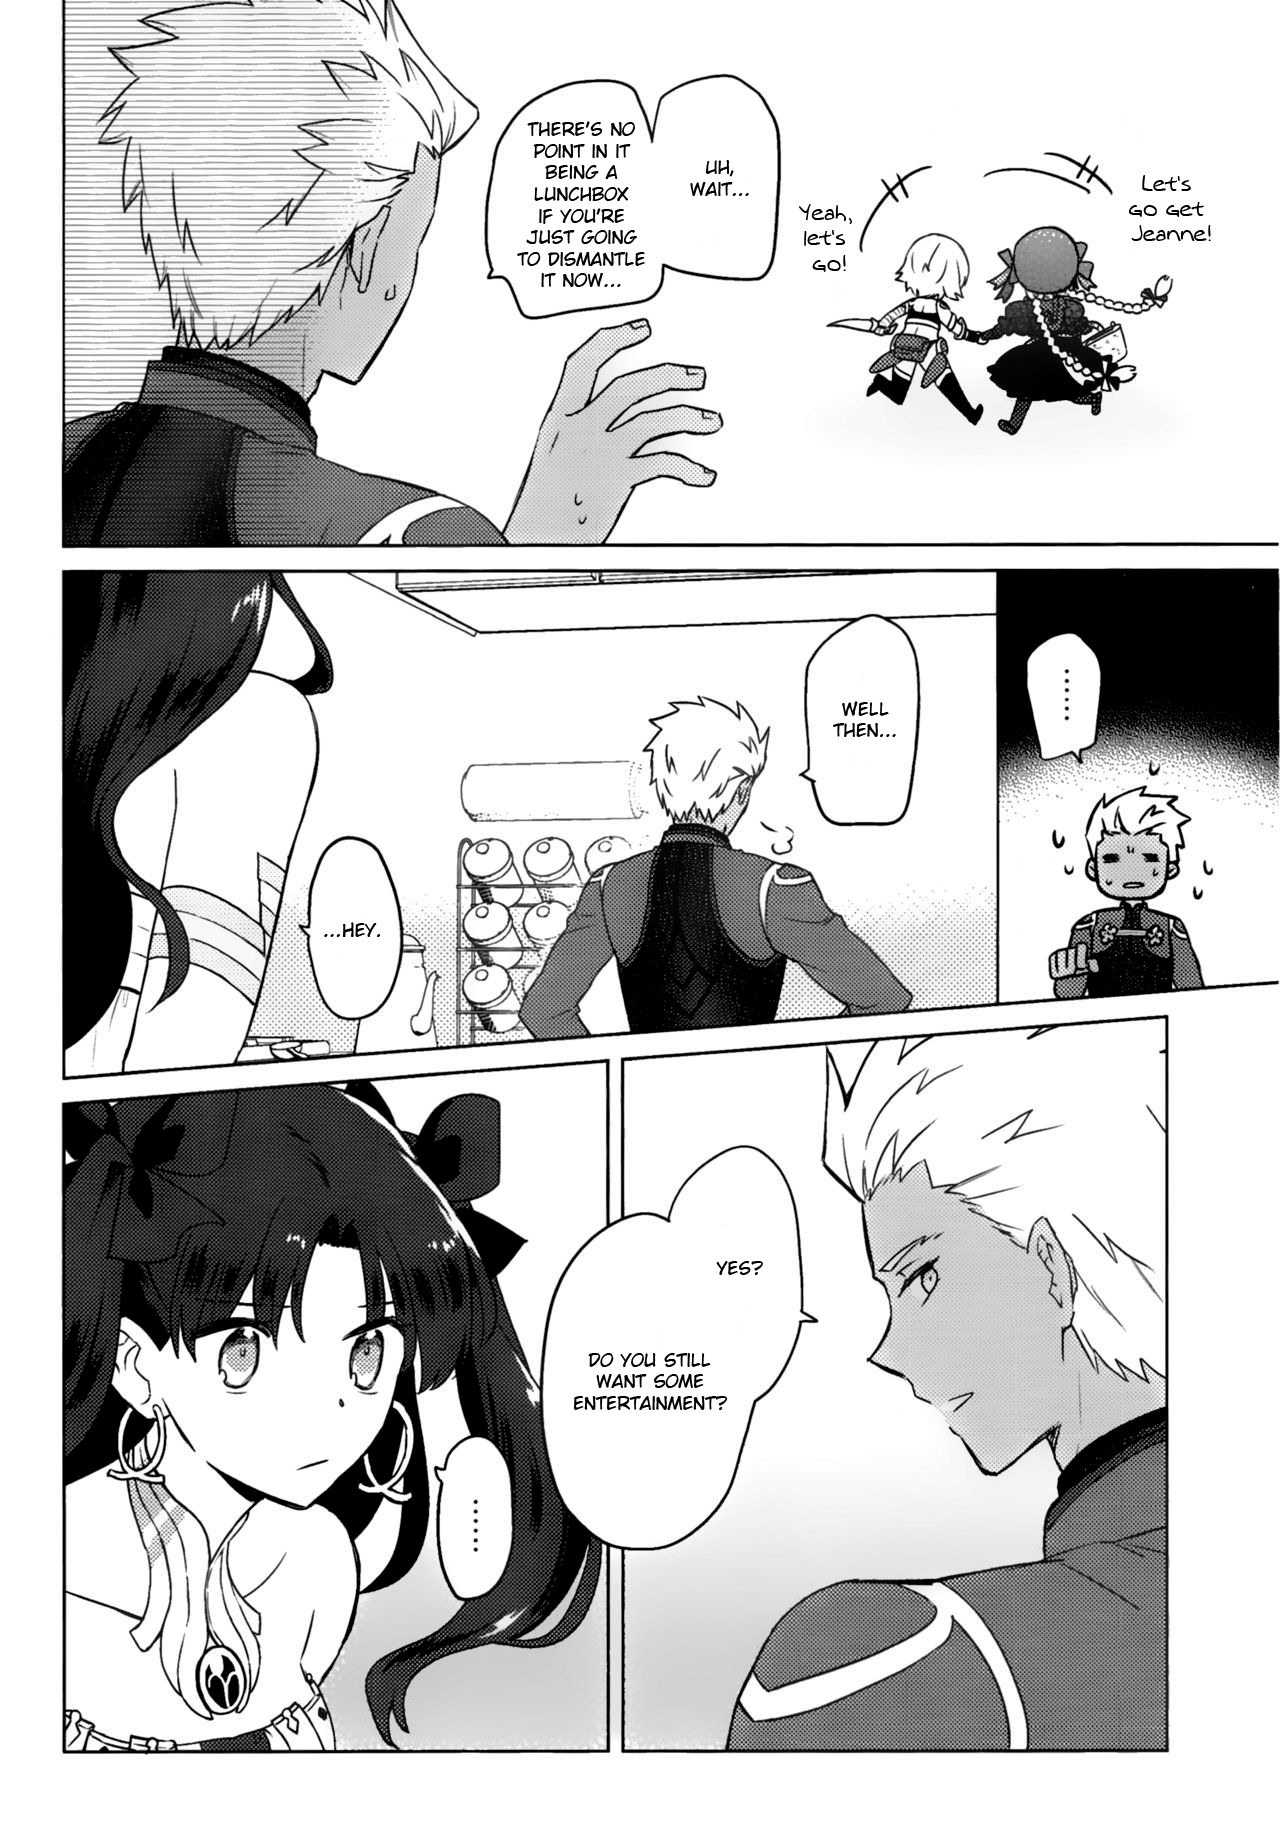 Let's
Go Get
Jeanne!
Yeah,
let's
Go!
UH,
WAIT...
THERE'S NO
POINT IN IT
BEING A
LUNCHBOX
IF YOU'RE
JUST GOING
TO DISMANTLE
IT NOW...
......
WELL
THEN...
...HEY.
YES?
DO YOU STILL
WANT SOME
ENTERTAINMENT?
......